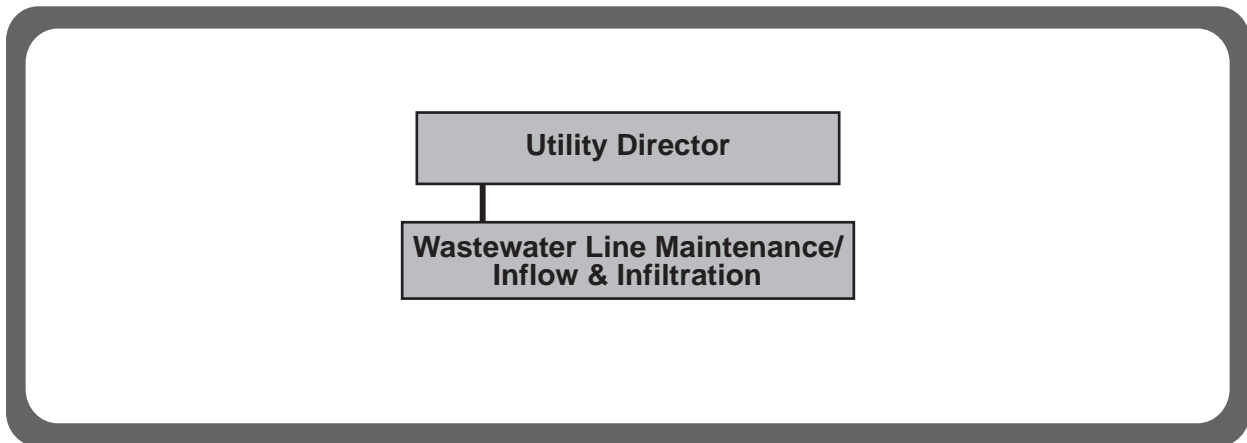 Utility Director
Wastewater Line Maintenance/
Inflow & Infiltration